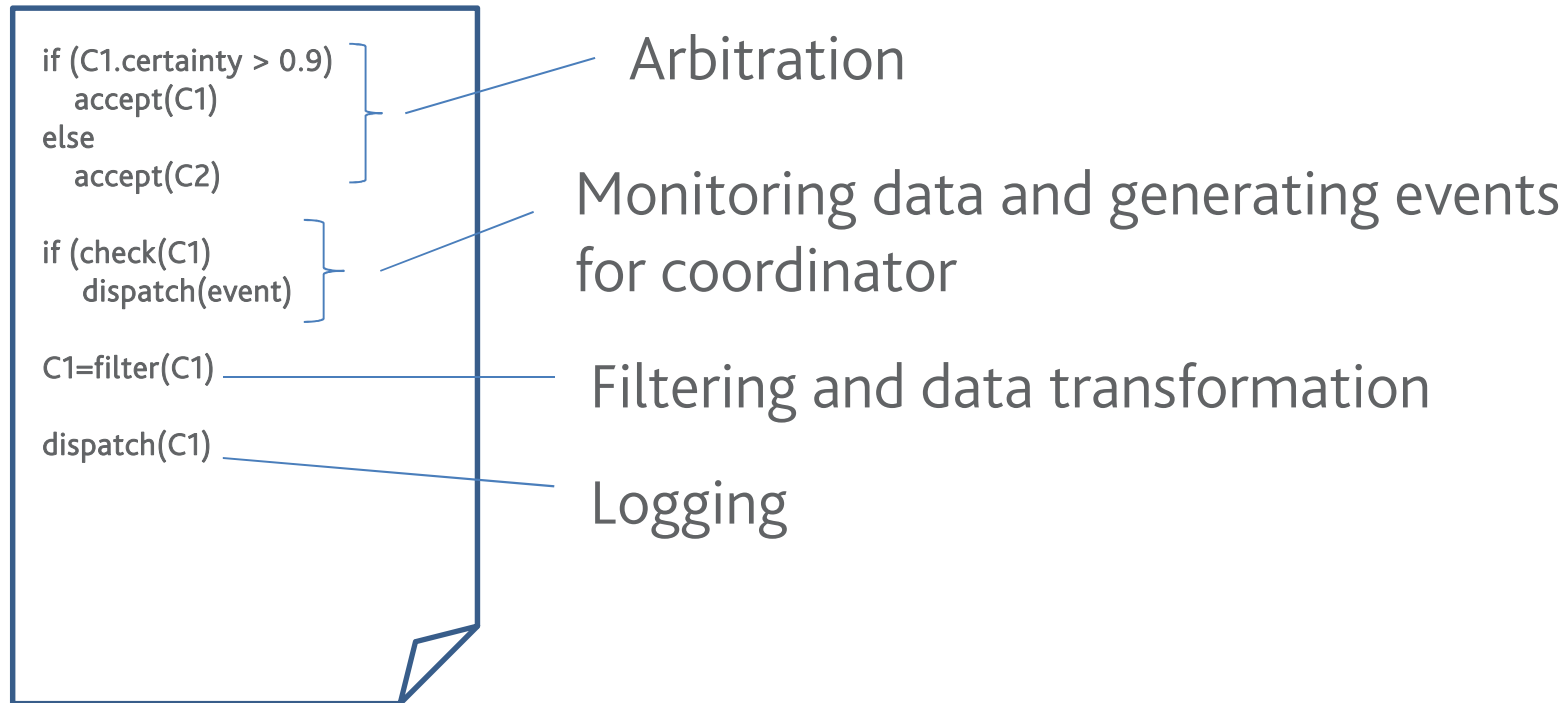 if (C1.certainty > 0.9)
accept(C1)
else
accept(C2)
if (check(C1)
dispatch(event)
C1=filter(C1)
dispatch(C1)
Arbitration
Monitoring data and generating events
for coordinator
Filtering and data transformation
Logging